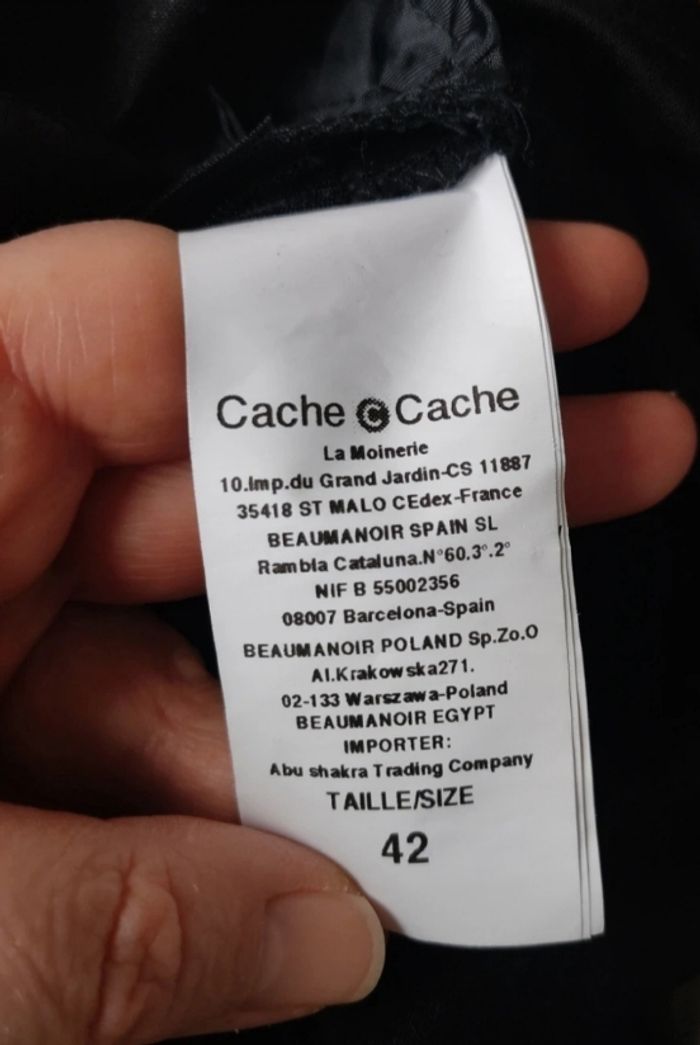 Cache C Cache
La Moinerie
10.Imp.du Grand Jardin-CS 11887
35418 ST MALO CEdex-France
BEAUMANOIR SPAIN SL
Rambla Cataluna.N°60.3°.2°
NIF B 55002356
08007 Barcelona-Spain
BEAUMANOIR POLAND Sp.Zo.O
Al.Krakowska271.
02-133 Warszawa-Poland
BEAUMANOIR EGYPT
IMPORTER:
Abu shakra Trading Company
TAILLE/SIZE
42